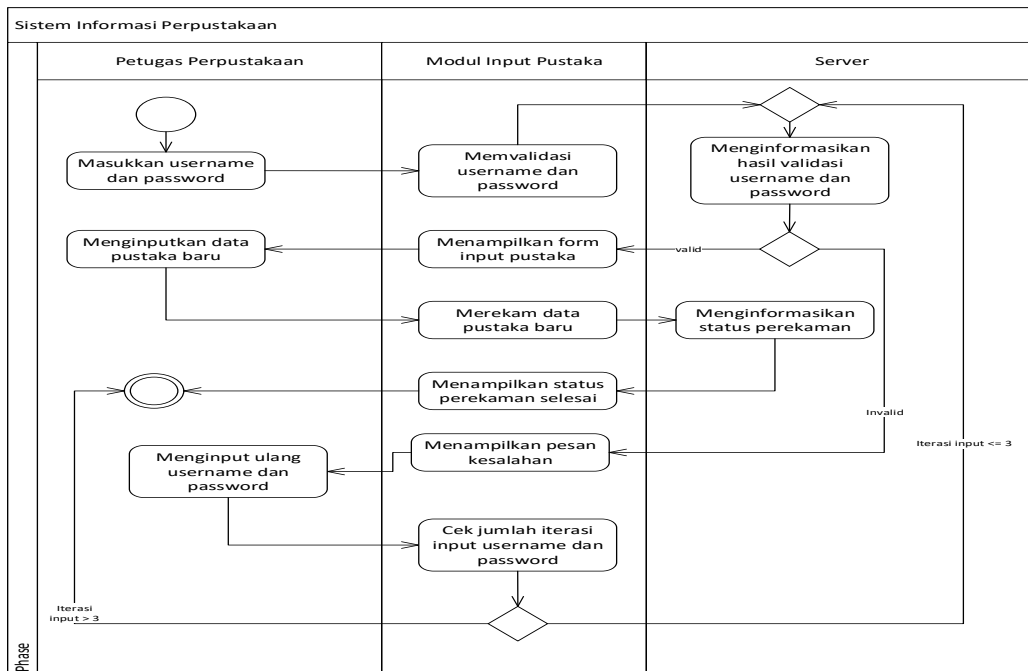 Sistem Informasi Perpustakaan
Petugas Perpustakaan
Modul Input Pustaka
Server
Masukkan username
dan password
Memvalidasi
username dan
password
Menginformasikan
hasil validasi
username dan
password
Menginputkan data
pustaka baru
Menampilkan form
input pustaka
valid
Merekam data
pustaka baru
Menginformasikan
status perekaman
Menampilkan status
perekaman selesai
Invalid
Iterasi input <= 3
Menampilkan pesan
kesalahan
Menginput ulang
username dan
password
Cek jumlah iterasi
input username dan
password
Iterasi
input > 3
Phase